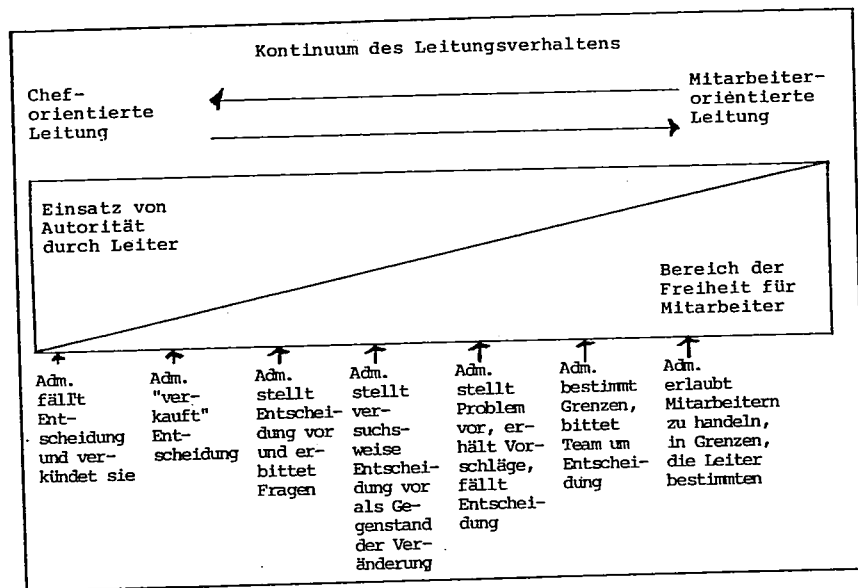 Kontinuum des Leitungsverhaltens
Chef-
orientierte
Leitung
Mitarbeiter-
orientierte
Leitung
Einsatz von
Autorität
durch Leiter
Bereich der
Freiheit für
Mitarbeiter
Adm.
fällt
Ent-
scheidung
und ver-
kündet sie
Adm.
"ver-
kauft"
Ent-
scheidung
Adm.
stellt
Entschei-
dung vor
und er-
bittet
Fragen
Adm.
stellt
ver-
suchs-
weise
Entschei-
dung vor
als Ge-
genstand
der Ver-
änderung
Adm.
stellt
Problem
vor, er-
hält Vor-
schläge,
fällt
Entschei-
dung
Adm.
bestimmt
Grenzen,
bittet
Team um
Entschei-
dung
Adm.
erlaubt
Mitarbeitern
zu handeln,
in Grenzen,
die Leiter
bestimmten